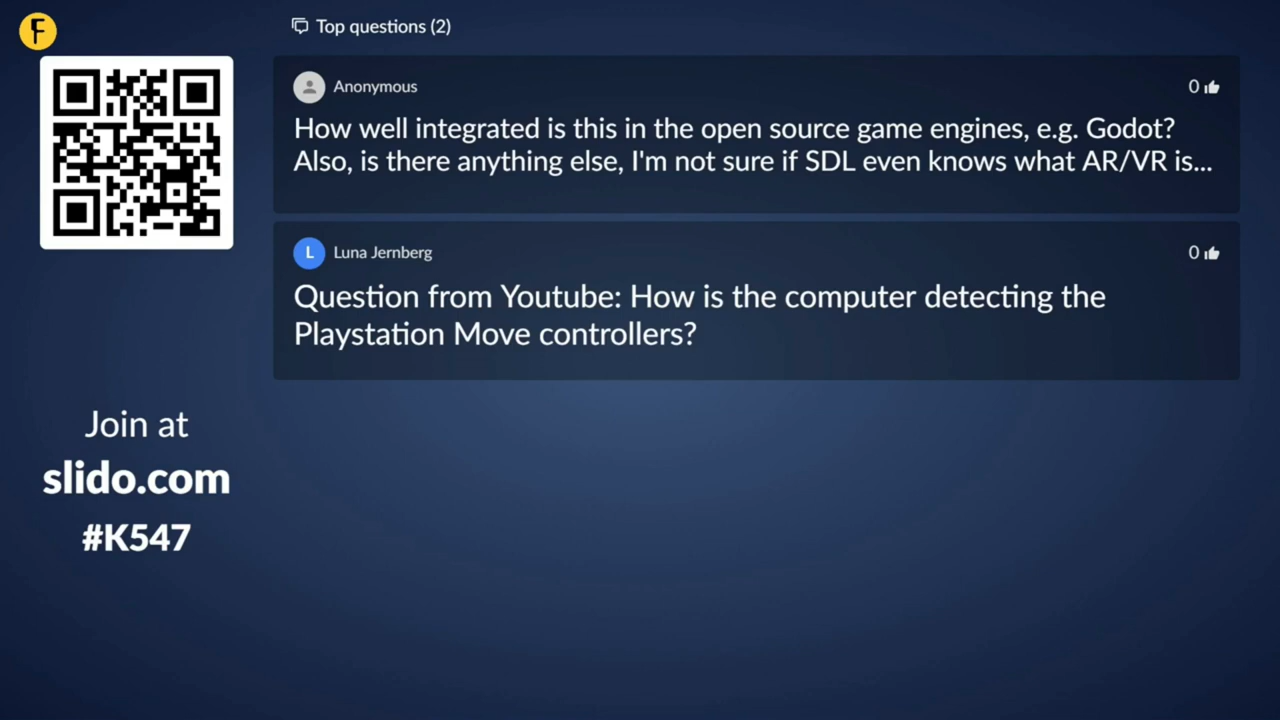 F
Top questions (2)
Anonymous
0
How well integrated is this in the open source game engines, e.g. Godot?
Also, is there anything else, I'm not sure if SDL even knows what AR/VR is...
L
Luna Jernberg
0
Question from Youtube: How is the computer detecting the
Playstation Move controllers?
Join at
slido.com
#K547